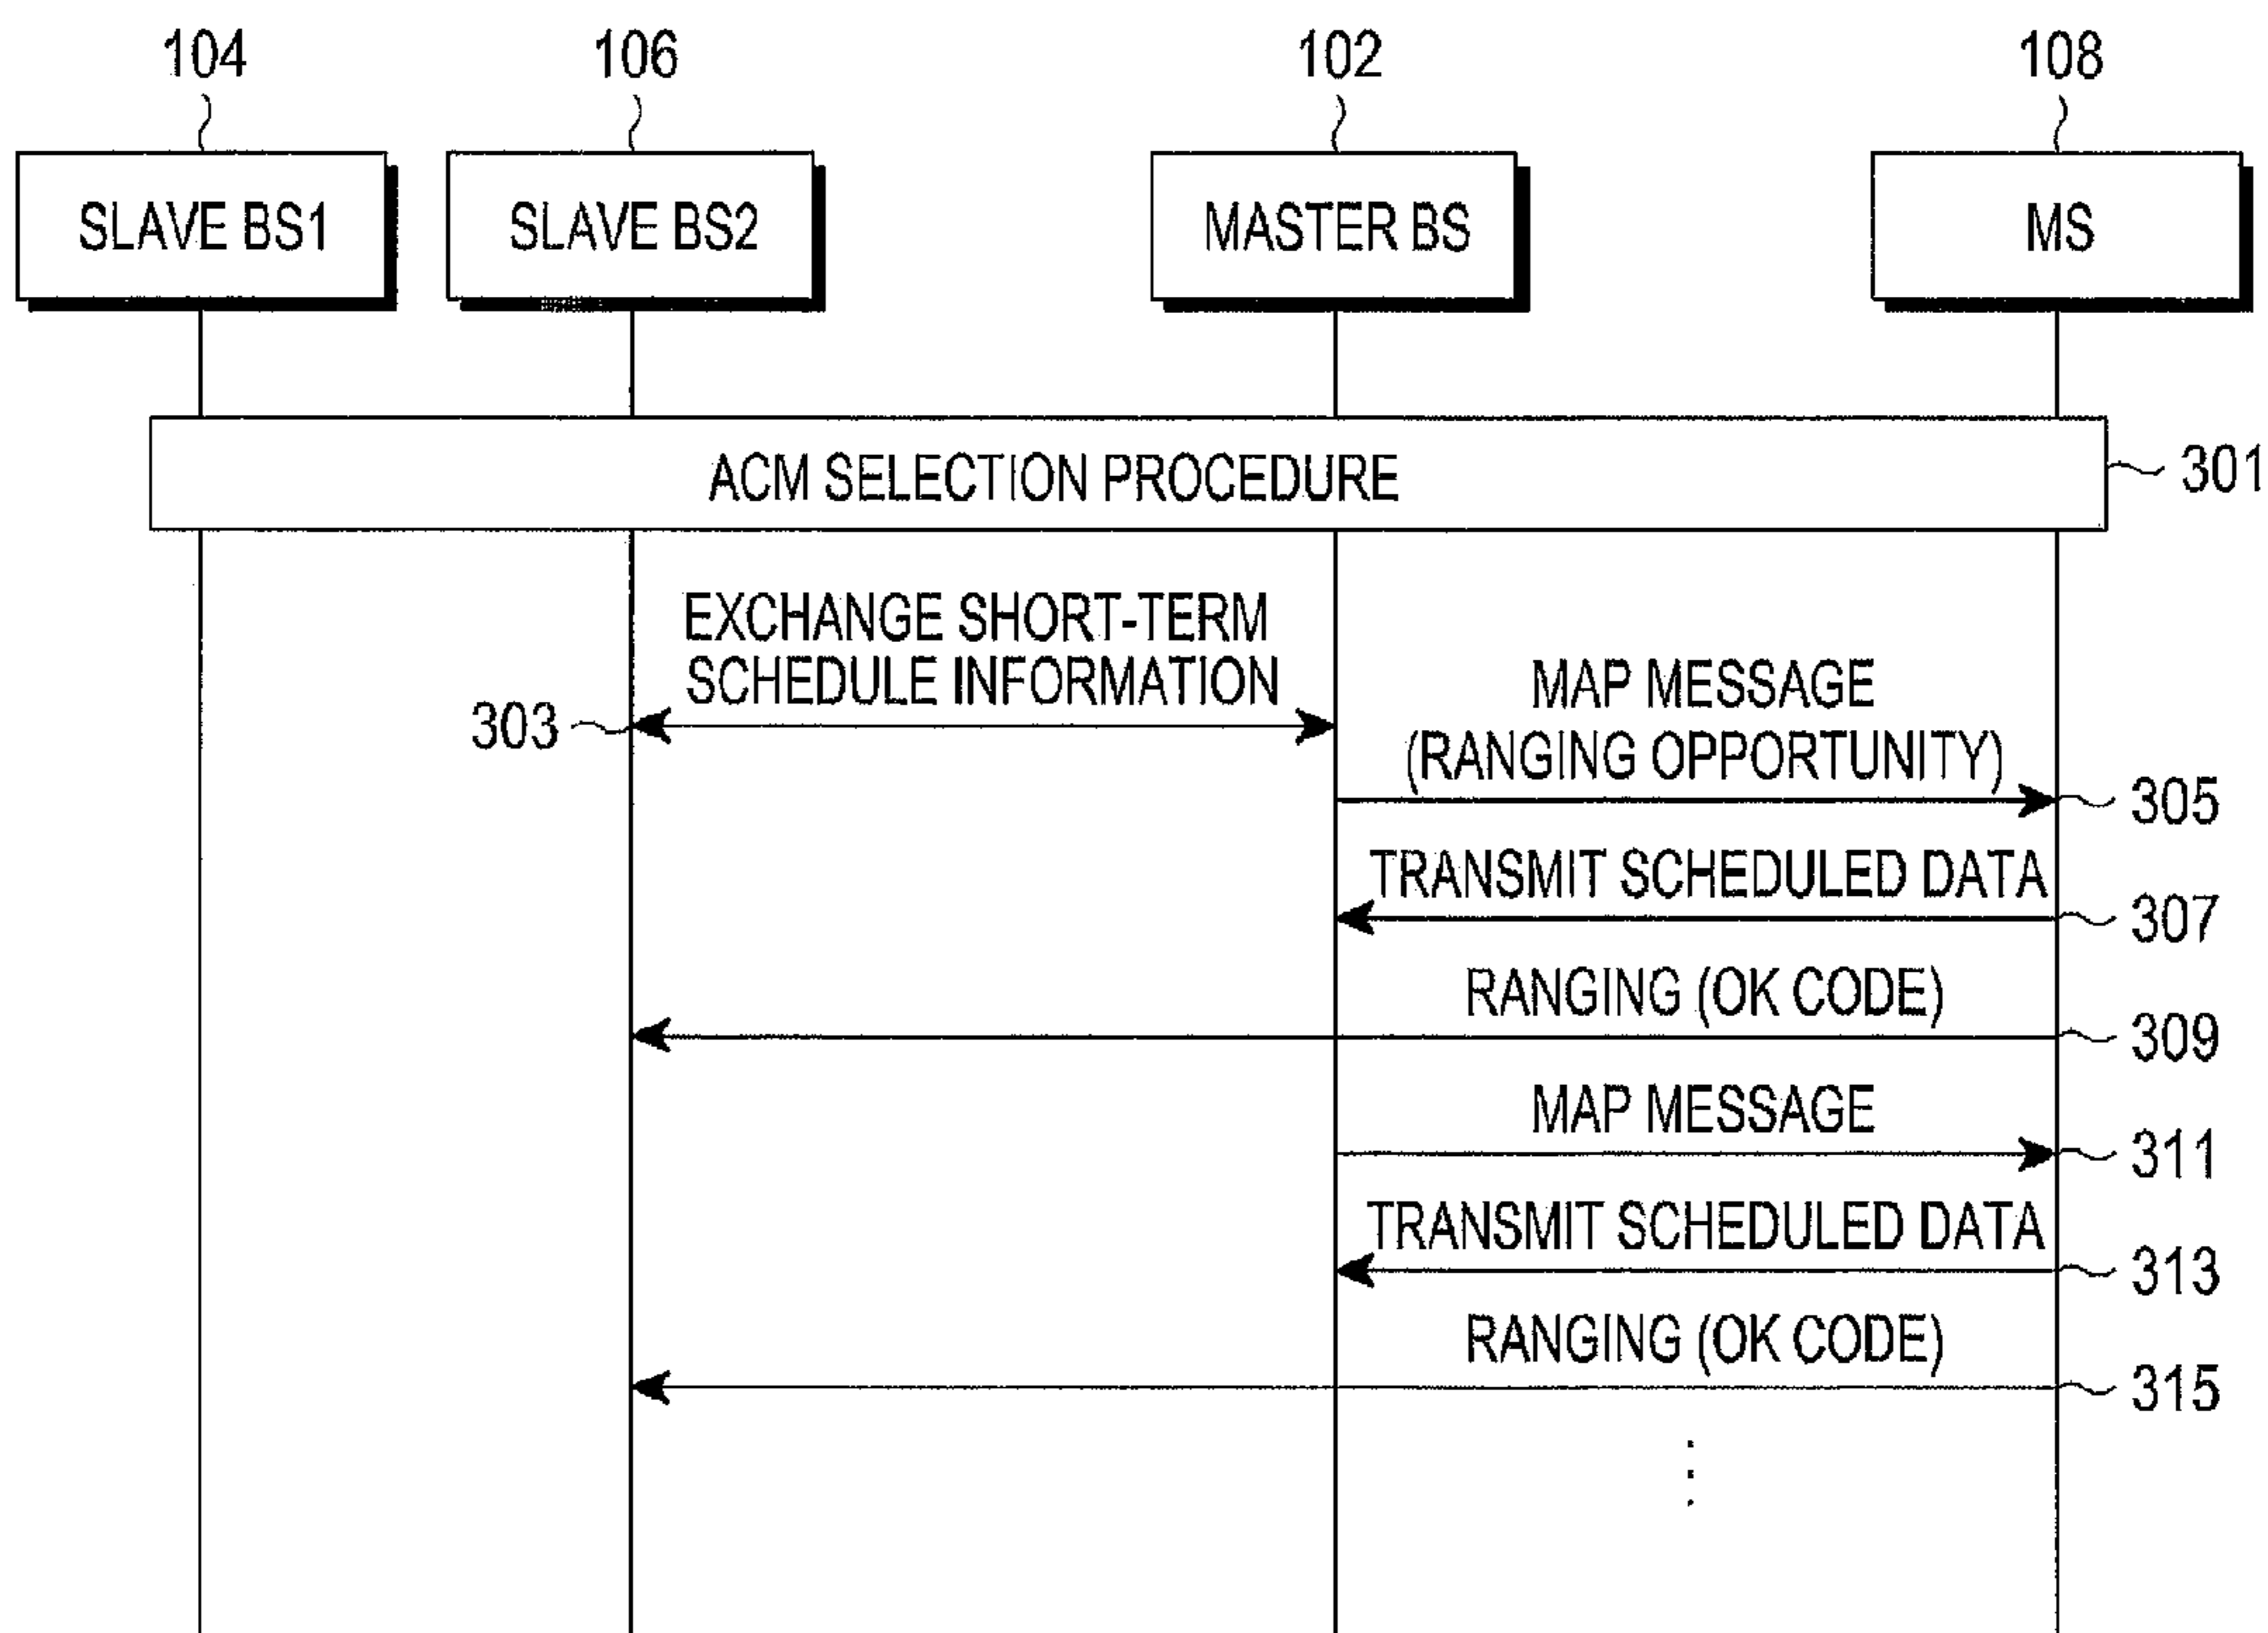 104
106
102
108
SLAVE BS1
SLAVE BS2
MASTER BS
MS
ACM SELECTION PROCEDURE
301
EXCHANGE SHORT-TERM
SCHEDULE INFORMATION
303
MAP MESSAGE
(RANGING OPPORTUNITY)
305
TRANSMIT SCHEDULED DATA
307
RANGING (OK CODE)
309
MAP MESSAGE
311
TRANSMIT SCHEDULED DATA
313
RANGING (OK CODE)
315